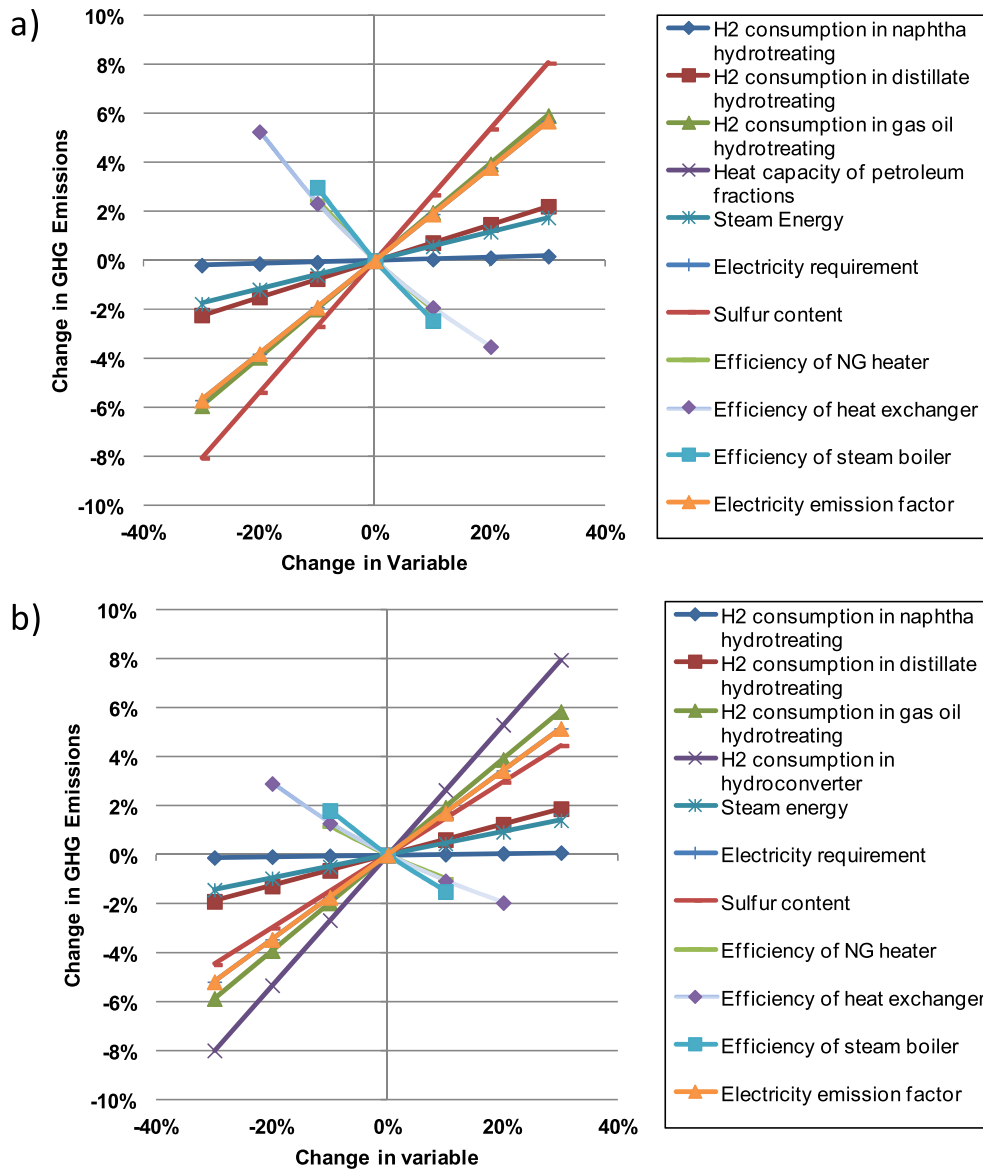 a)
10%
8%
6%
4%
2%
0%
-2%
-4%
-6%
-8%
-10%
-40%
-20%
0%
20%
40%
Change in GHG Emissions
Change in Variable
H2 consumption in naphtha
hydrotreating
H2 consumption in distillate
hydrotreating
H2 consumption in gas oil
hydrotreating
Heat capacity of petroleum
fractions
Steam Energy
Electricity requirement
Sulfur content
Efficiency of NG heater
Efficiency of heat exchanger
Efficiency of steam boiler
Electricity emission factor
b)
10%
8%
6%
4%
2%
0%
-2%
-4%
-6%
-8%
-10%
-40%
-20%
0%
20%
40%
Change in GHG Emissions
Change in variable
H2 consumption in naphtha
hydrotreating
H2 consumption in distillate
hydrotreating
H2 consumption in gas oil
hydrotreating
H2 consumption in
hydroconverter
Steam energy
Electricity requirement
Sulfur content
Efficiency of NG heater
Efficiency of heat exchanger
Efficiency of steam boiler
Electricity emission factor